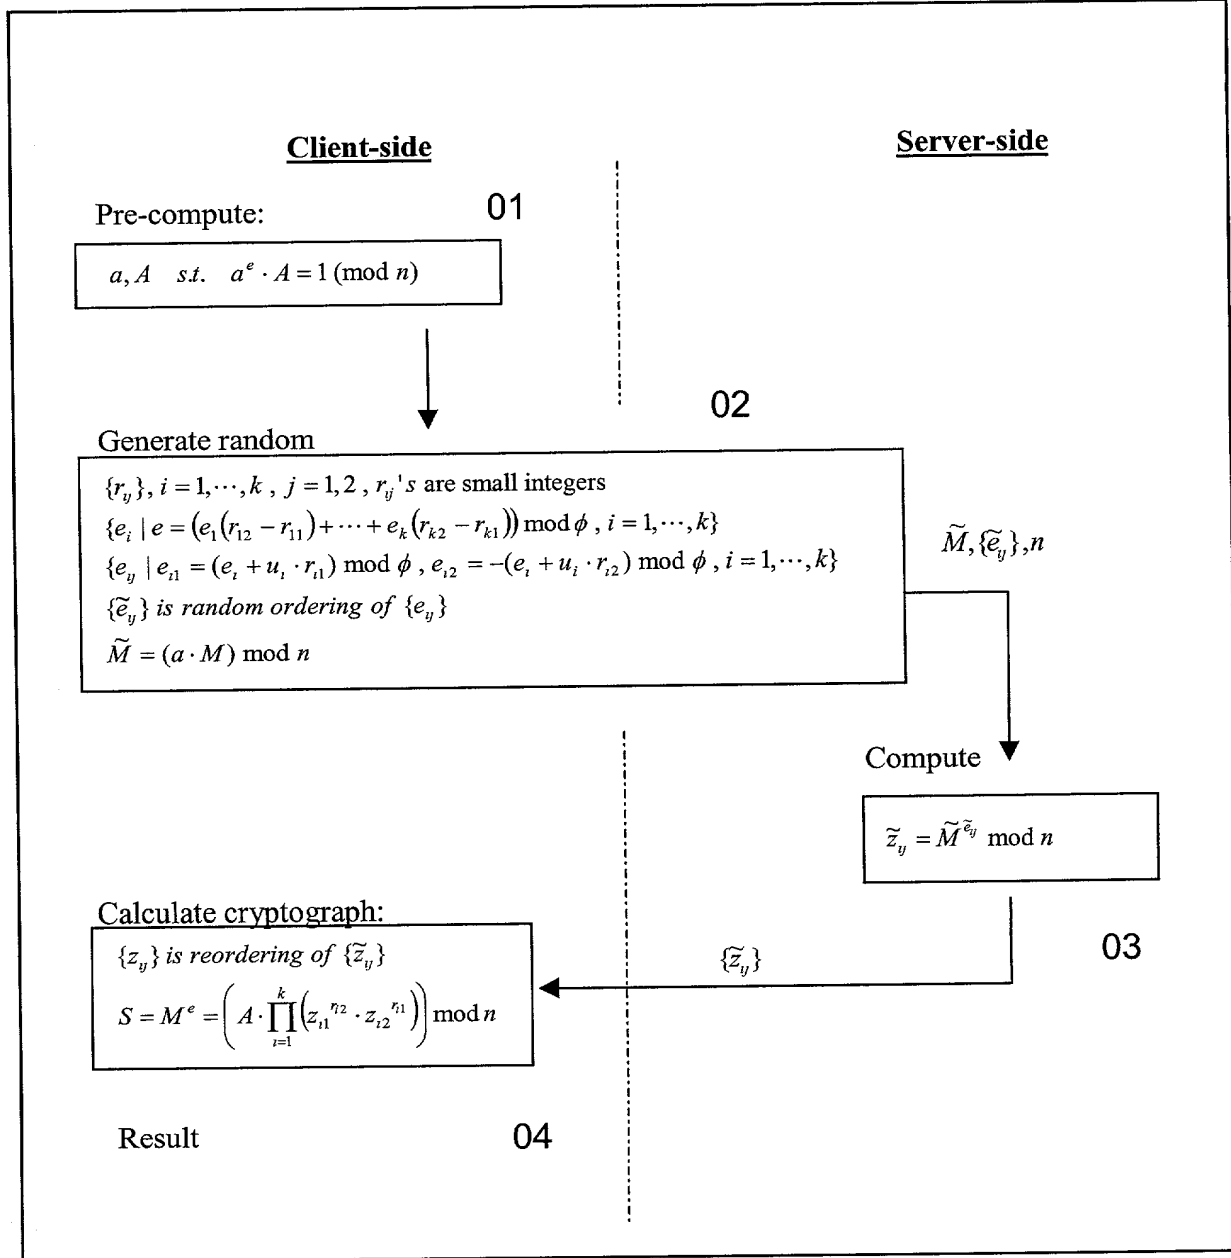 Client-side
Server-side
Pre-compute:
01
a, A s.t. a^e · A = 1 (mod n)
02
Generate random
{r_ij}, i = 1,⋯,k , j = 1,2 , r_ij's are small integers
{e_i | e = (e_1(r_12 − r_11) + ⋯ + e_k(r_k2 − r_k1)) mod ϕ , i = 1,⋯,k}
{e_ij | e_i1 = (e_i + u_i · r_i1) mod ϕ , e_i2 = −(e_i + u_i · r_i2) mod ϕ , i = 1,⋯,k}
{ẽ_ij} is random ordering of {e_ij}
M̃ = (a · M) mod n
M̃,{ẽ_ij},n
Compute
z̃_ij = M̃^ẽ_ij mod n
03
Calculate cryptograph:
{z_ij} is reordering of {z̃_ij}
S = M^e = (A · ∏_{i=1}^{k} (z_i1^{r_i2} · z_i2^{r_i1})) mod n
{z̃_ij}
Result
04